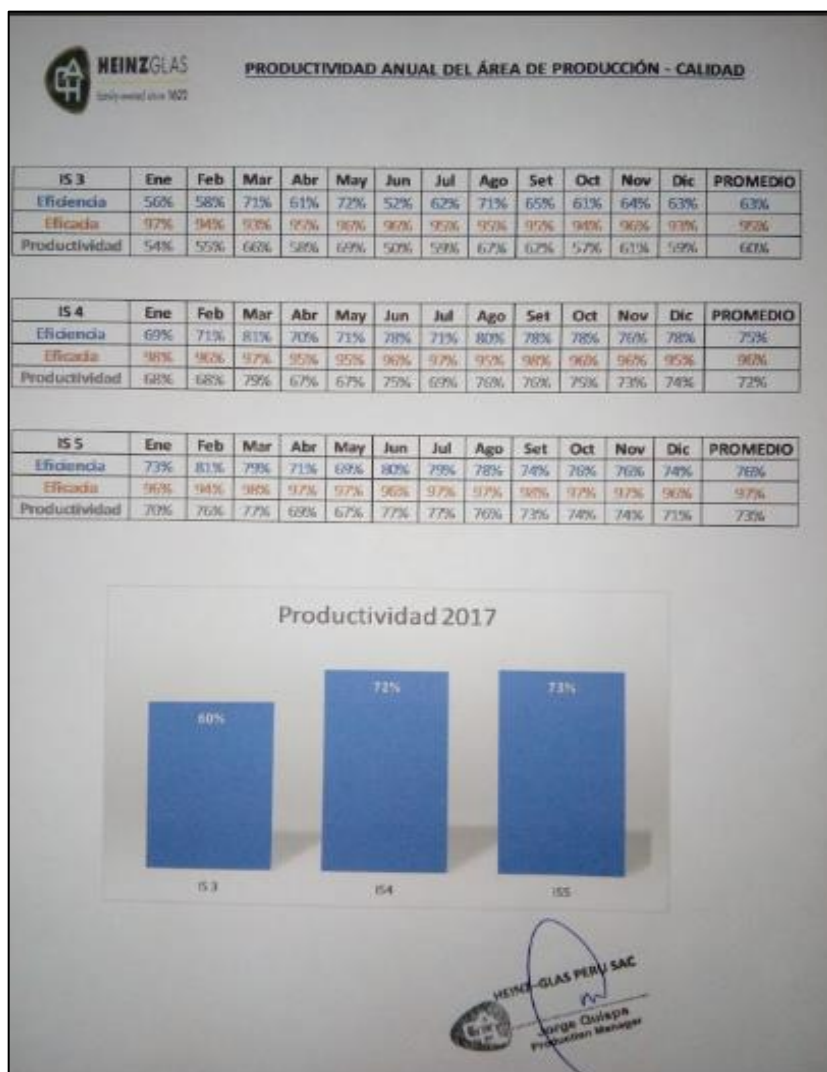 HEINZGLAS
family owned since 1622
PRODUCTIVIDAD ANUAL DEL ÁREA DE PRODUCCIÓN - CALIDAD
IS 3 Ene Feb Mar Abr May Jun Jul Ago Set Oct Nov Dic PROMEDIO
Eficiencia 56% 58% 71% 61% 72% 52% 62% 71% 65% 61% 64% 63% 63%
Eficacia 97% 94% 93% 95% 96% 96% 95% 95% 95% 94% 96% 93% 95%
Productividad 54% 55% 66% 58% 69% 50% 59% 67% 62% 57% 61% 59% 60%
IS 4 Ene Feb Mar Abr May Jun Jul Ago Set Oct Nov Dic PROMEDIO
Eficiencia 69% 71% 81% 70% 71% 78% 71% 80% 78% 78% 76% 78% 75%
Eficacia 98% 96% 97% 95% 95% 96% 97% 95% 98% 96% 96% 95% 96%
Productividad 68% 68% 79% 67% 67% 75% 69% 76% 76% 75% 73% 74% 72%
IS 5 Ene Feb Mar Abr May Jun Jul Ago Set Oct Nov Dic PROMEDIO
Eficiencia 73% 81% 79% 71% 69% 80% 79% 78% 74% 76% 76% 74% 76%
Eficacia 96% 94% 98% 97% 97% 96% 97% 97% 98% 97% 97% 96% 97%
Productividad 70% 76% 77% 69% 67% 77% 77% 76% 73% 74% 74% 71% 73%
Productividad 2017
60% 72% 73%
IS 3 IS4 IS5
HEINZ-GLAS PERU SAC
Jorge Quispe
Production Manager